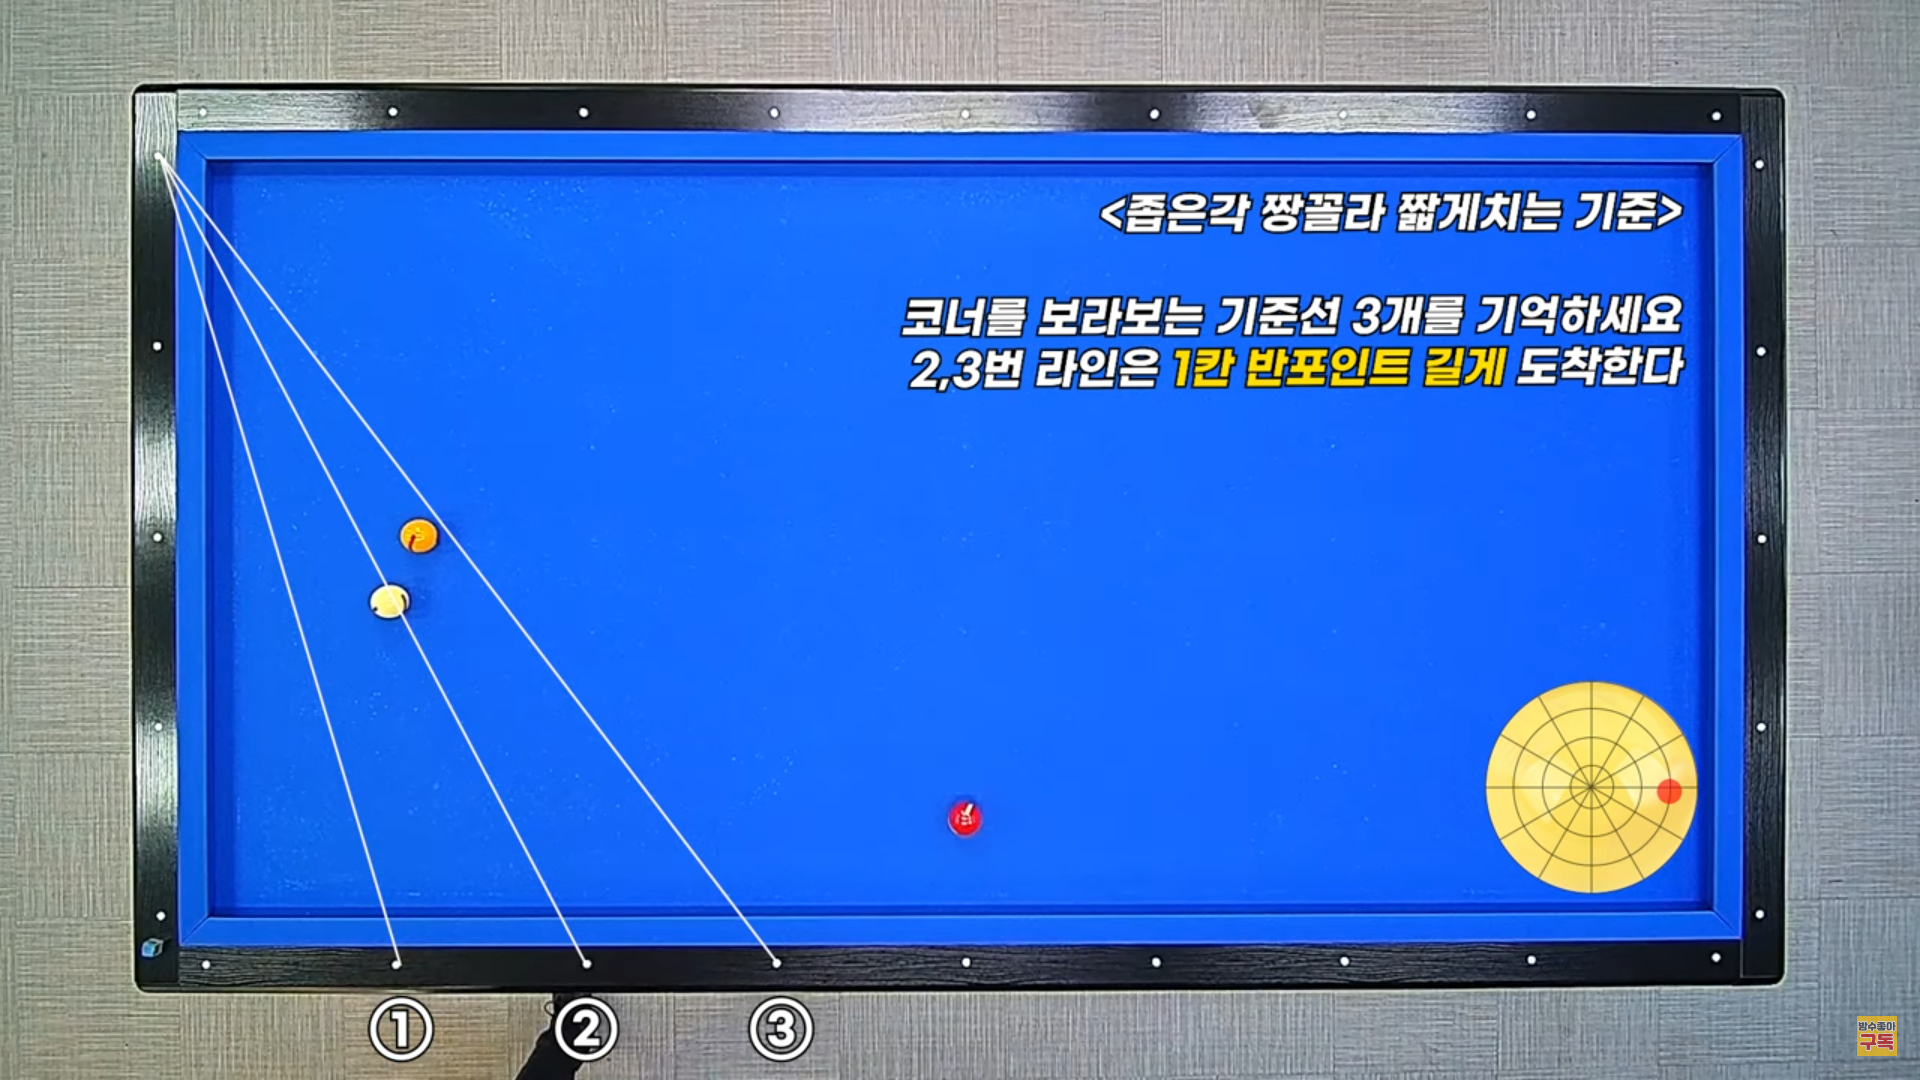 <좁은각 짱꼴라 짧게치는 기준>
코너를 보라보는 기준선 3개를 기억하세요
2,3번 라인은 1칸 반포인트 길게 도착한다
① ② ③
방수좋아
구독